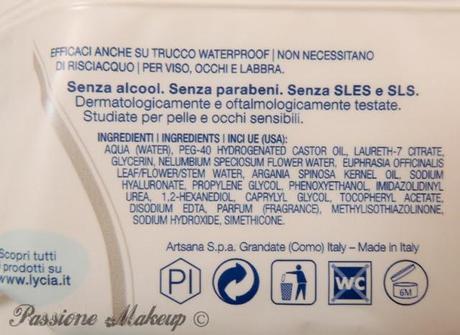 EFFICACI ANCHE SU TRUCCO WATERPROOF | NON NECESSITANO
DI RISCIACQUO | PER VISO, OCCHI E LABBRA.
Senza alcool. Senza parabeni. Senza SLES e SLS.
Dermatologicamente e oftalmologicamente testate.
Studiate per pelle e occhi sensibili.
INGREDIENTI | INGREDIENTS | INCI UE (USA):
AQUA (WATER), PEG-40 HYDROGENATED CASTOR OIL, LAURETH-7 CITRATE,
GLYCERIN, NELUMBIUM SPECIOSUM FLOWER WATER, EUPHRASIA OFFICINALIS
LEAF/FLOWER/STEM WATER, ARGANIA SPINOSA KERNEL OIL, SODIUM
HYALURONATE, PROPYLENE GLYCOL, PHENOXYETHANOL, IMIDAZOLIDINYL
UREA, 1,2-HEXANEDIOL, CAPRYLYL GLYCOL, TOCOPHERYL ACETATE,
DISODIUM EDTA, PARFUM (FRAGRANCE), METHYLISOTHIAZOLINONE,
SODIUM HYDROXIDE, SIMETHICONE.
Artsana S.p.a. Grandate (Como) Italy - Made in Italy
Scopri tutti
i prodotti su
www.lycia.it
PI
WC
6M
Passione Makeup ©